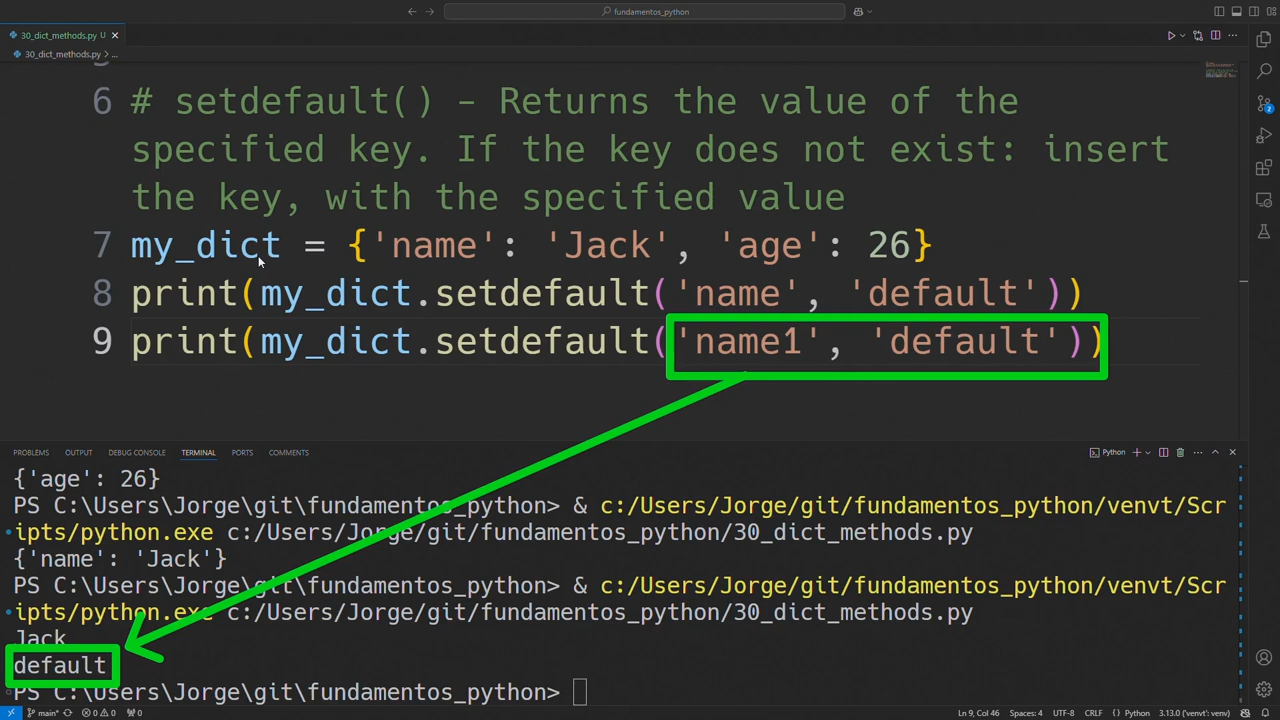 fundamentos_python
30_dict_methods.py U
30_dict_methods.py > ...
6 # setdefault() - Returns the value of the
specified key. If the key does not exist: insert
the key, with the specified value
7 my_dict = {'name': 'Jack', 'age': 26}
8 print(my_dict.setdefault('name', 'default'))
9 print(my_dict.setdefault('name1', 'default'))
PROBLEMS OUTPUT DEBUG CONSOLE TERMINAL PORTS COMMENTS Python
{'age': 26}
PS C:\Users\Jorge\git\fundamentos_python> & c:/Users/Jorge/git/fundamentos_python/venvt/Scr
ipts/python.exe c:/Users/Jorge/git/fundamentos_python/30_dict_methods.py
{'name': 'Jack'}
PS C:\Users\Jorge\git\fundamentos_python> & c:/Users/Jorge/git/fundamentos_python/venvt/Scr
ipts/python.exe c:/Users/Jorge/git/fundamentos_python/30_dict_methods.py
Jack
default
PS C:\Users\Jorge\git\fundamentos_python>
main* 0 0 0 Ln 9, Col 46 Spaces: 4 UTF-8 CRLF {} Python 3.13.0 ('venvt': venv)